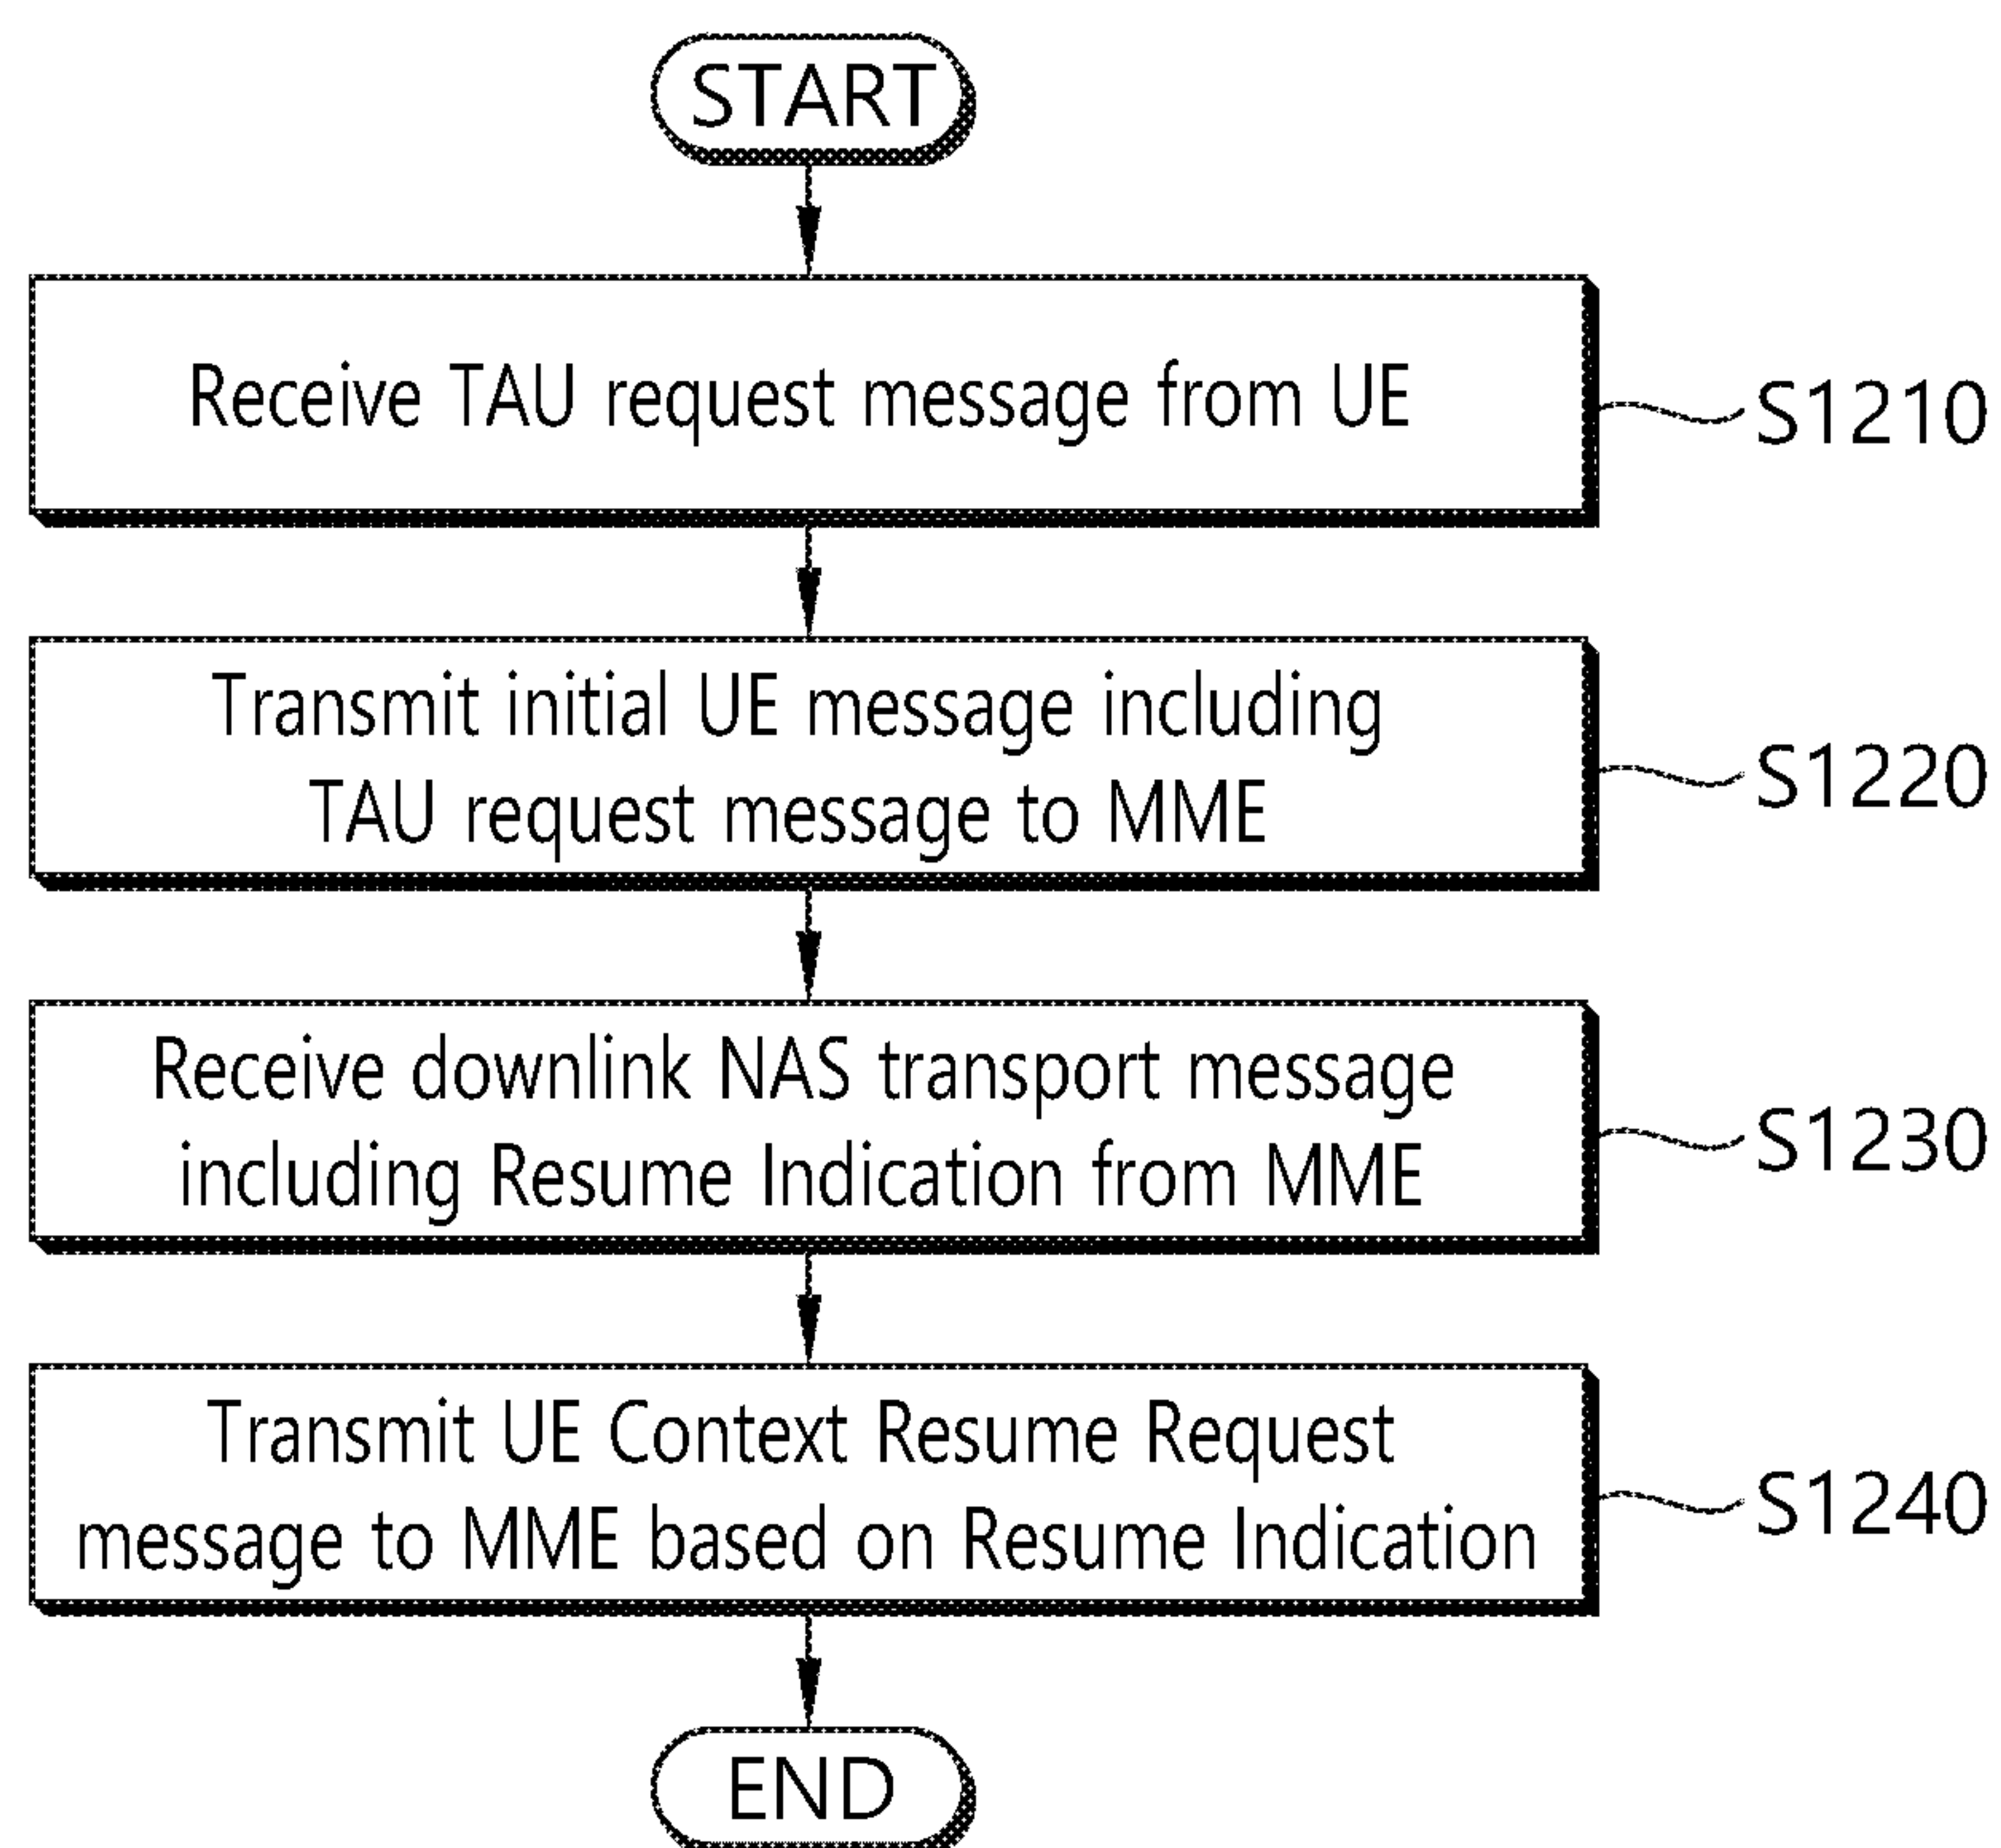 START
Receive TAU request message from UE
S1210
Transmit initial UE message including
TAU request message to MME
S1220
Receive downlink NAS transport message
including Resume Indication from MME
S1230
Transmit UE Context Resume Request
message to MME based on Resume Indication
S1240
END